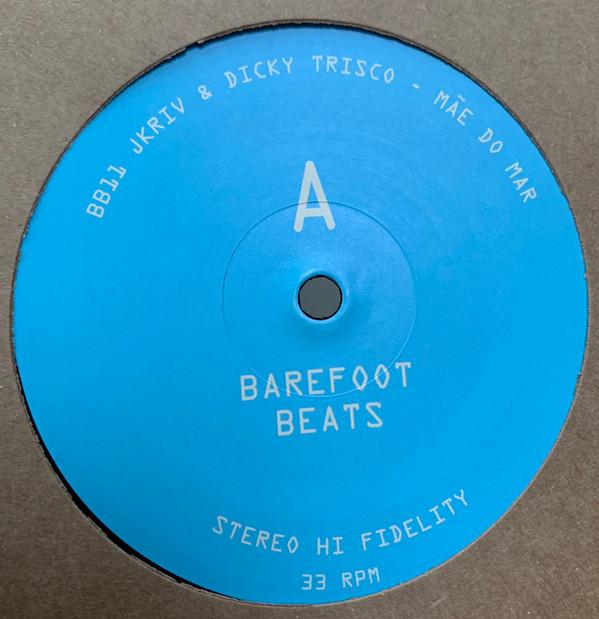 BB11 JKRIV & DICKY TRISCO - MÃE DO MAR
A
BAREFOOT
BEATS
STEREO HI FIDELITY
33 RPM